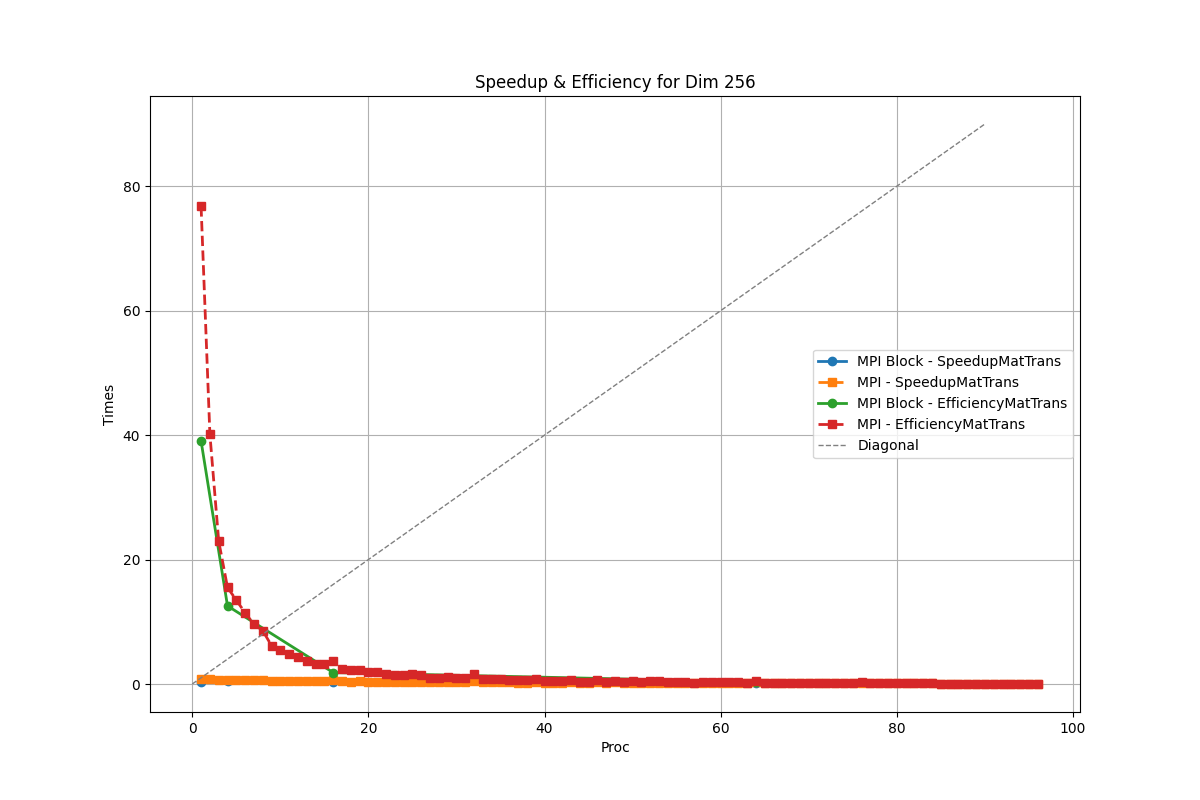 Speedup & Efficiency for Dim 256
Times
80
60
40
20
0
MPI Block - SpeedupMatTrans
MPI - SpeedupMatTrans
MPI Block - EfficiencyMatTrans
MPI - EfficiencyMatTrans
Diagonal
0 20 40 60 80 100
Proc